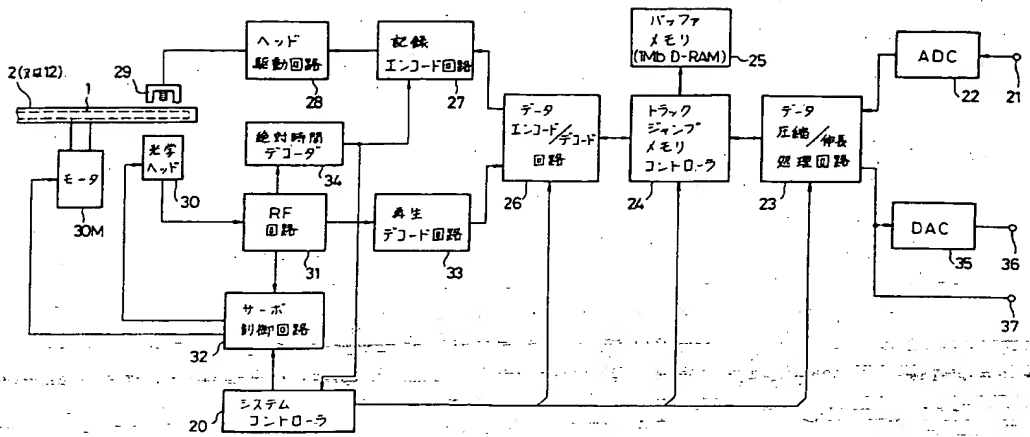 2(又は12)
1
29
モータ
30M
光学
ヘッド
30
ヘッド
駆動回路
28
記録
エンコード回路
27
絶対時間
デコーダ
34
RF
回路
31
再生
デコード回路
33
サーボ
制御回路
32
システム
コントローラ
20
データ
エンコード/デコード
回路
26
バッファ
メモリ
(1Mb D-RAM)
25
トラック
ジャンプ
メモリ
コントローラ
24
データ
圧縮/伸長
処理回路
23
ADC
22
21
DAC
35
36
37